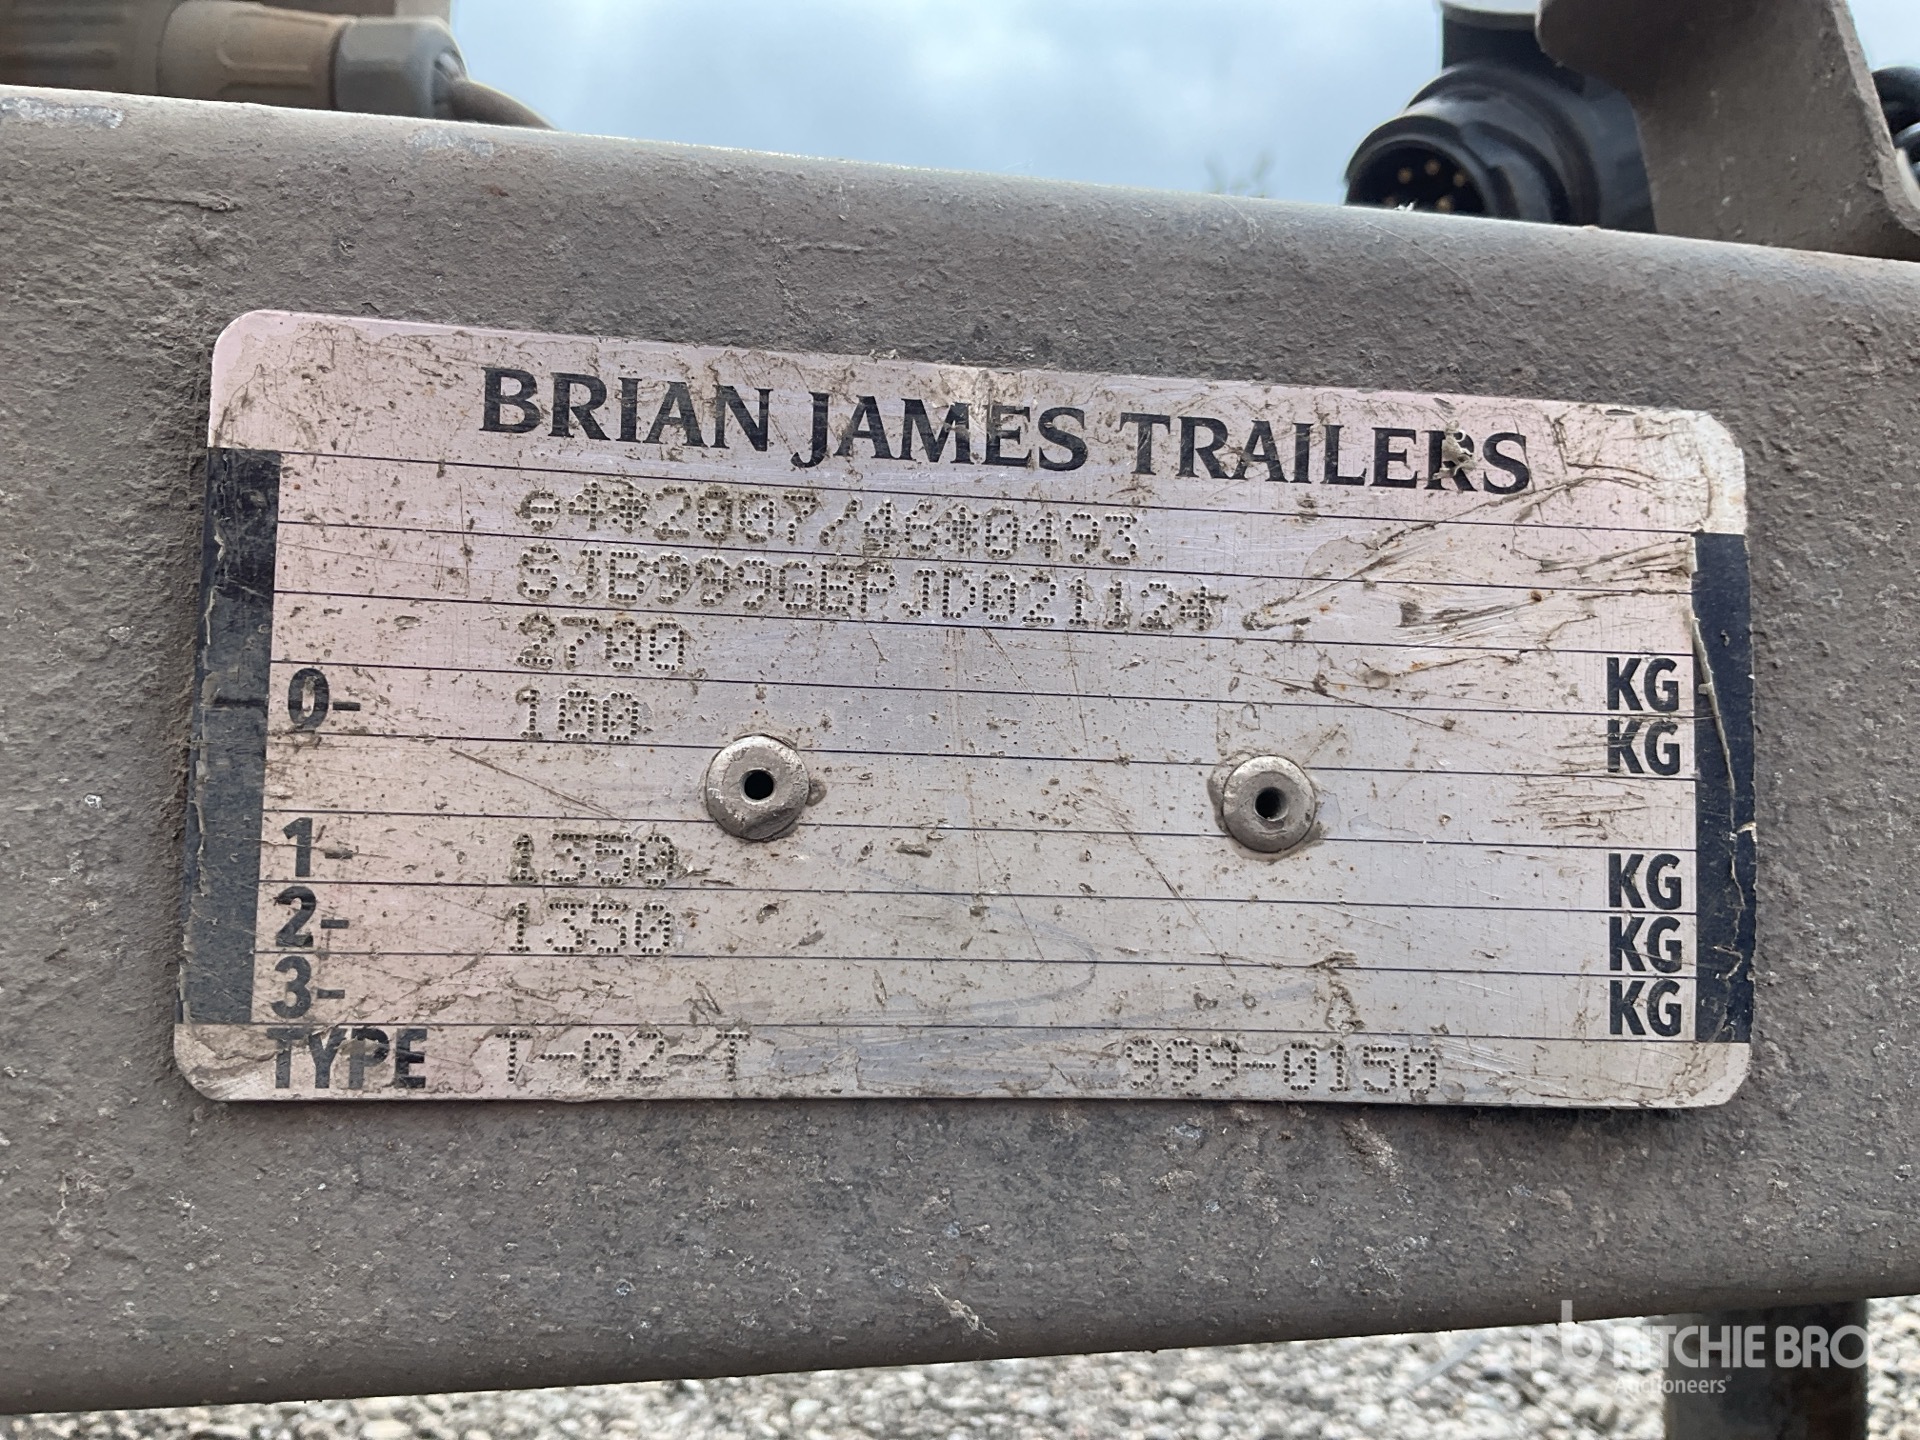 BRIAN JAMES TRAILERS
e4*2007/46*0493
SJB999GBPJD021124
2700 KG
0- 100 KG
1- 1350 KG
2- 1350 KG
3- KG
TYPE T-02-T 999-0150
rb RITCHIE BROS
Auctioneers